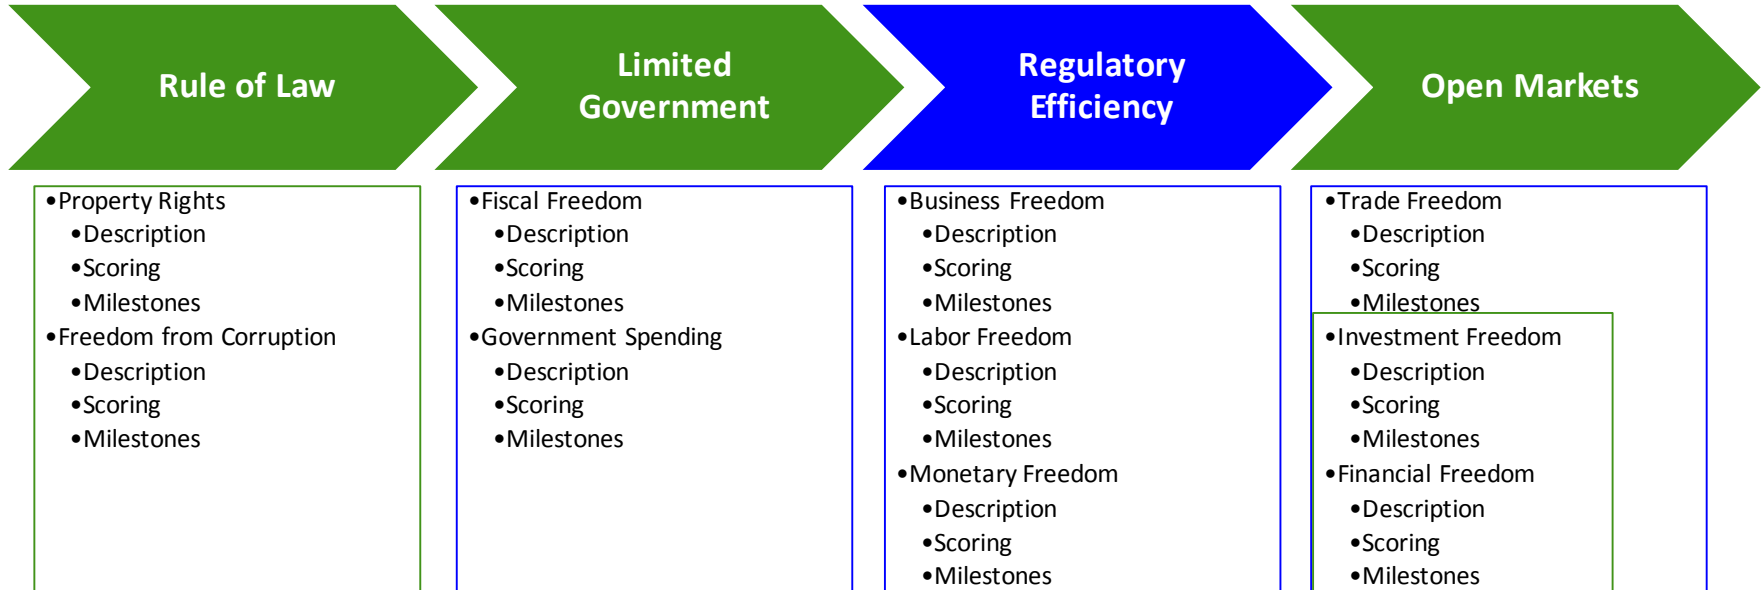 Rule of Law
Limited
Government
Regulatory
Efficiency
Open Markets
•Property Rights
•Description
•Scoring
•Milestones
•Freedom from Corruption
•Description
•Scoring
•Milestones
•Fiscal Freedom
•Description
•Scoring
•Milestones
•Government Spending
•Description
•Scoring
•Milestones
•Business Freedom
•Description
•Scoring
•Milestones
•Labor Freedom
•Description
•Scoring
•Milestones
•Monetary Freedom
•Description
•Scoring
•Milestones
•Trade Freedom
•Description
•Scoring
•Milestones
•Investment Freedom
•Description
•Scoring
•Milestones
•Financial Freedom
•Description
•Scoring
•Milestones